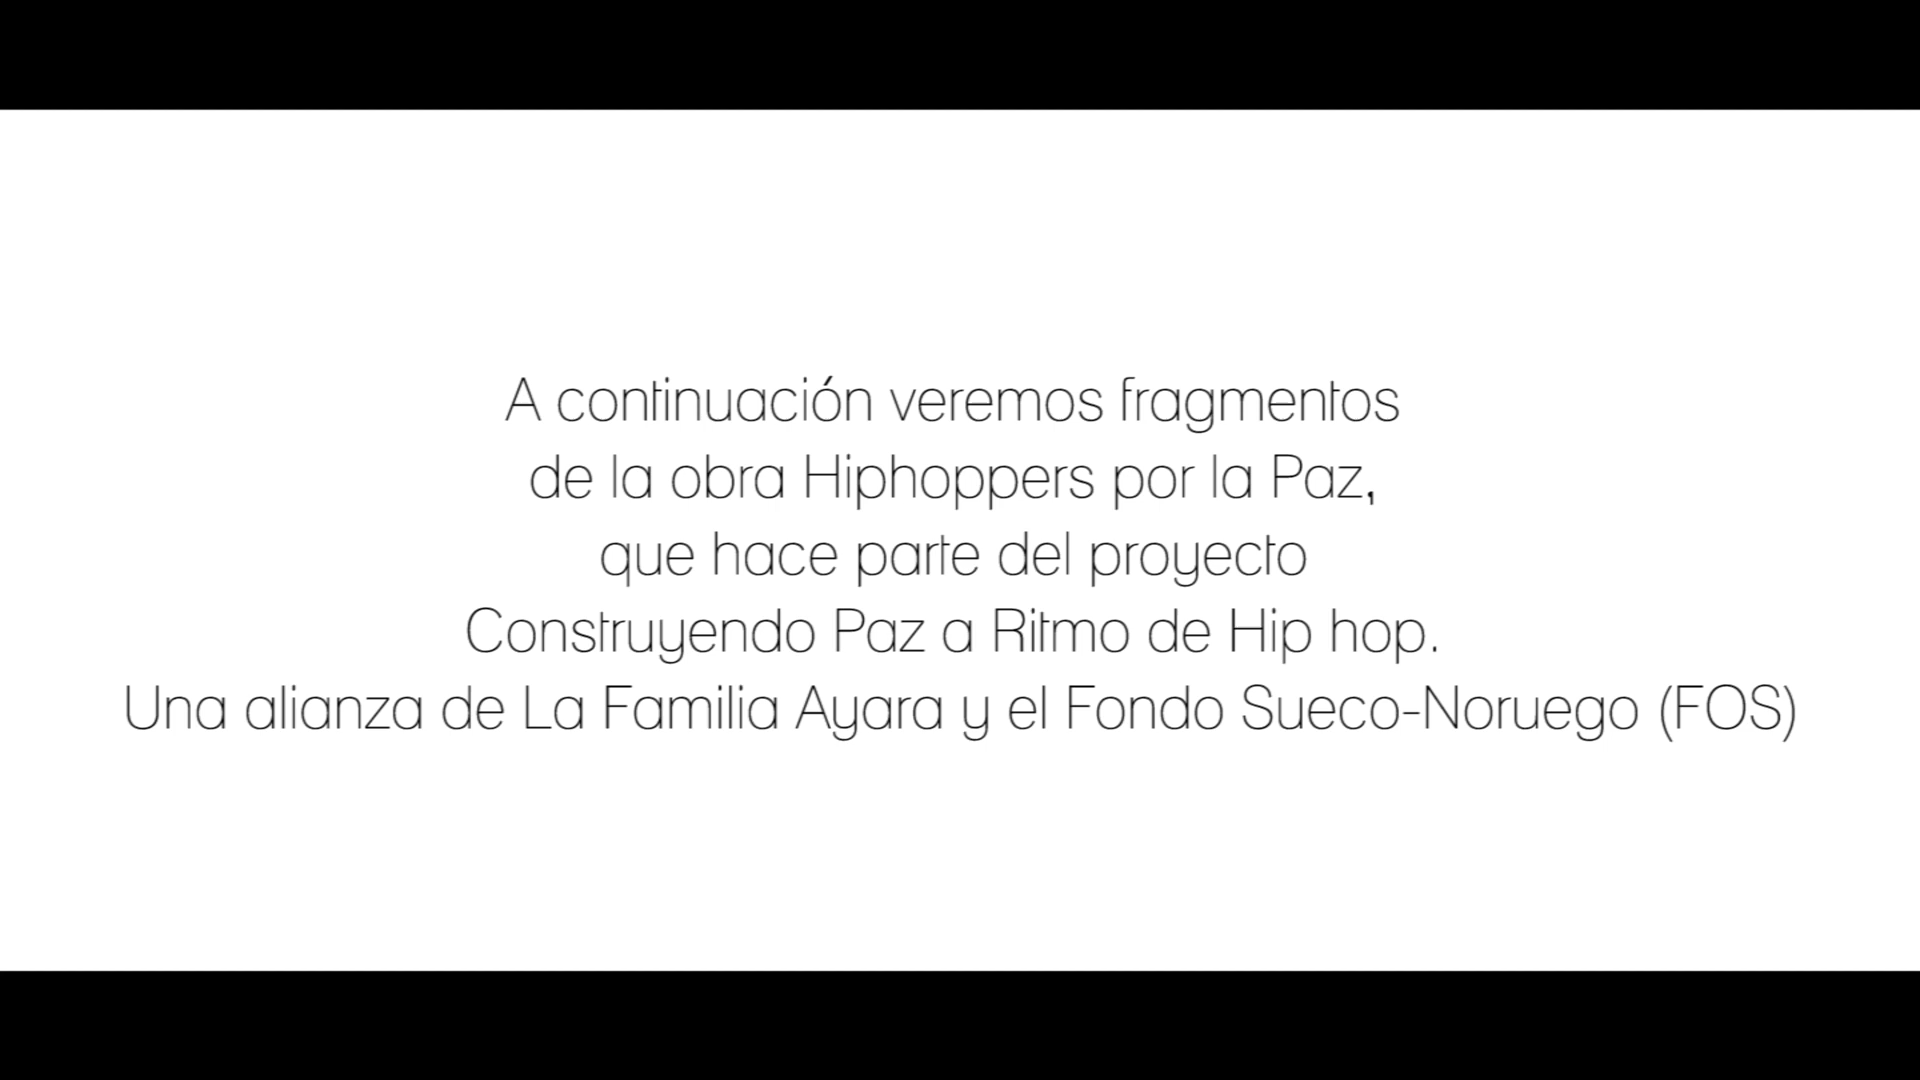 A continuación veremos fragmentos
de la obra Hiphoppers por la Paz,
que hace parte del proyecto
Construyendo Paz a Ritmo de Hip hop.
Una alianza de La Familia Ayara y el Fondo Sueco-Noruego (FOS)